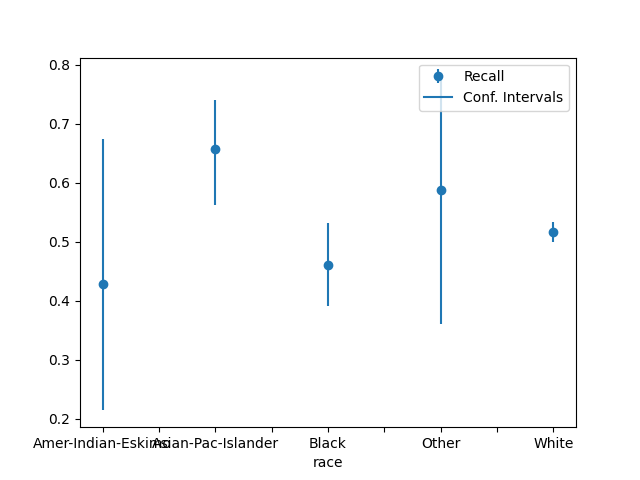 0.8
Recall
Conf. Intervals
0.7
0.6
0.5
0.4
0.3
0.2
Amer-Indian-Eskimo Asian-Pac-Islander Black Other White
race